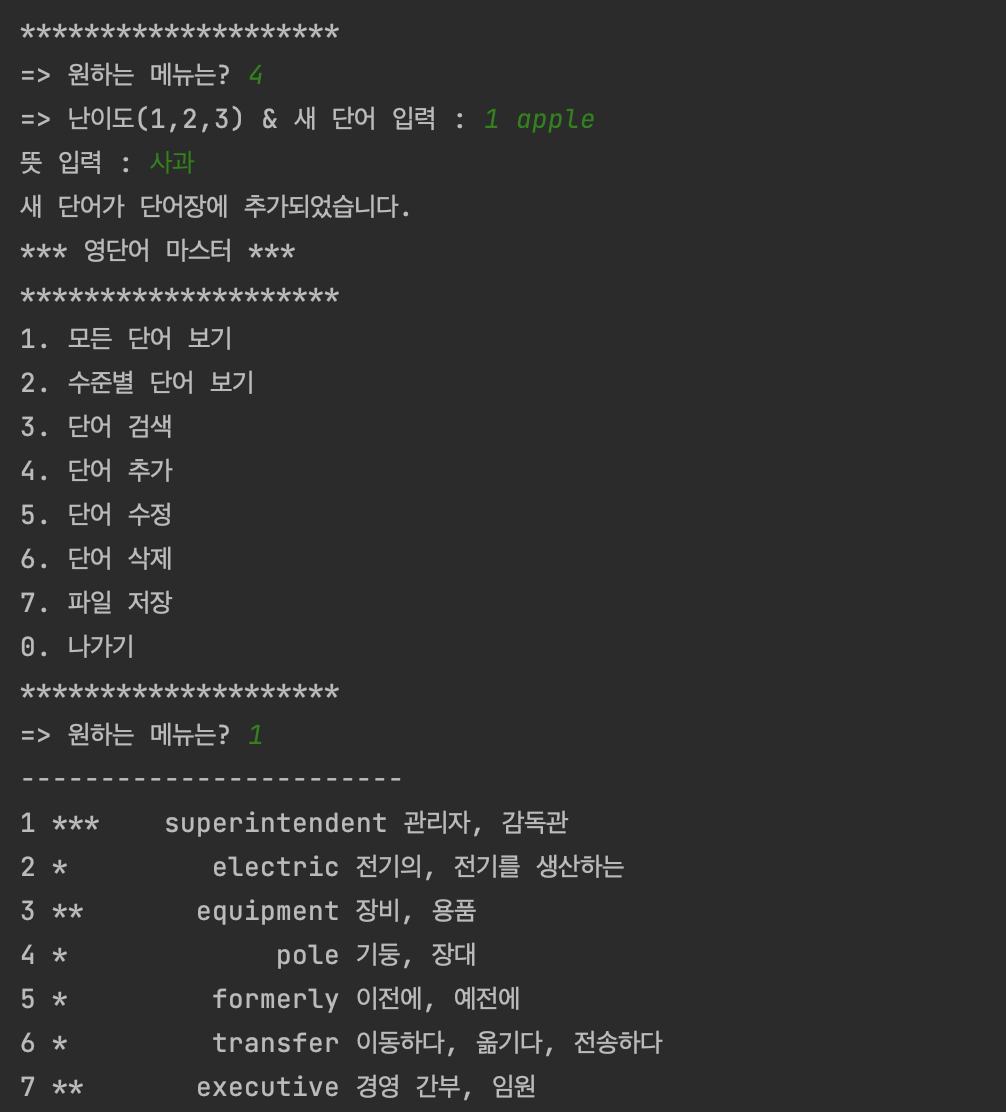 ********************
=> 원하는 메뉴는? 4
=> 난이도(1,2,3) & 새 단어 입력 : 1 apple
뜻 입력 : 사과
새 단어가 단어장에 추가되었습니다.
*** 영단어 마스터 ***
********************
1. 모든 단어 보기
2. 수준별 단어 보기
3. 단어 검색
4. 단어 추가
5. 단어 수정
6. 단어 삭제
7. 파일 저장
0. 나가기
********************
=> 원하는 메뉴는? 1
------------------------
1 ***    superintendent 관리자, 감독관
2 *         electric 전기의, 전기를 생산하는
3 **       equipment 장비, 용품
4 *             pole 기둥, 장대
5 *         formerly 이전에, 예전에
6 *         transfer 이동하다, 옮기다, 전송하다
7 **       executive 경영 간부, 임원